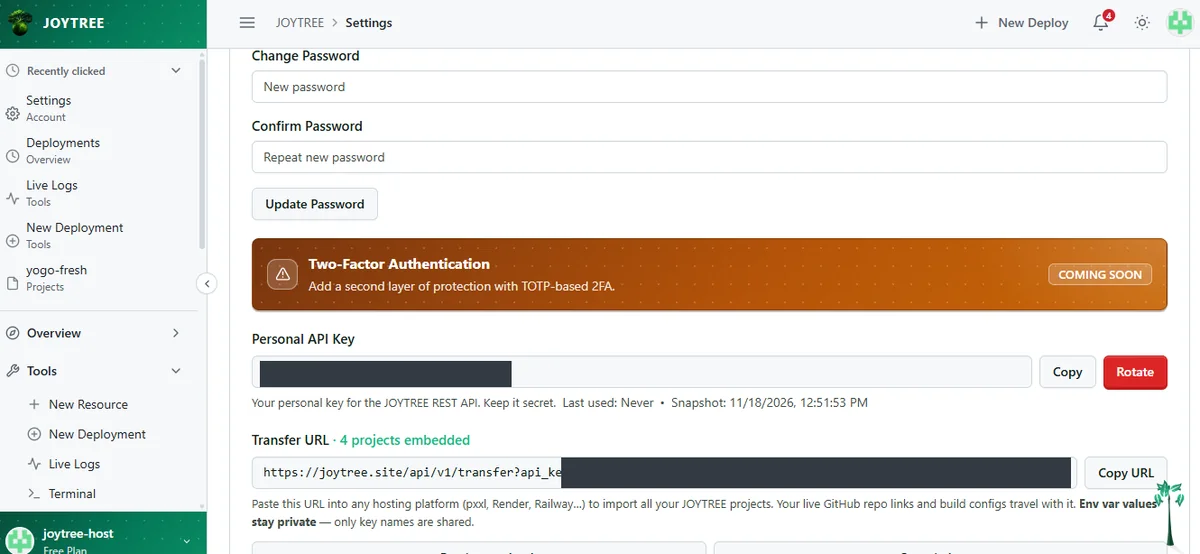 JOYTREE
JOYTREE > Settings
New Deploy
4
Recently clicked
Settings
Account
Deployments
Overview
Live Logs
Tools
New Deployment
Tools
yogo-fresh
Projects
Overview
Tools
New Resource
New Deployment
Live Logs
Terminal
joytree-host
Free Plan
Change Password
New password
Confirm Password
Repeat new password
Update Password
Two-Factor Authentication
Add a second layer of protection with TOTP-based 2FA.
COMING SOON
Personal API Key
Copy
Rotate
Your personal key for the JOYTREE REST API. Keep it secret. Last used: Never • Snapshot: 11/18/2026, 12:51:53 PM
Transfer URL · 4 projects embedded
https://joytree.site/api/v1/transfer?api_ke
Copy URL
Paste this URL into any hosting platform (pxxl, Render, Railway...) to import all your JOYTREE projects. Your live GitHub repo links and build configs travel with it. Env var values
stay private — only key names are shared.